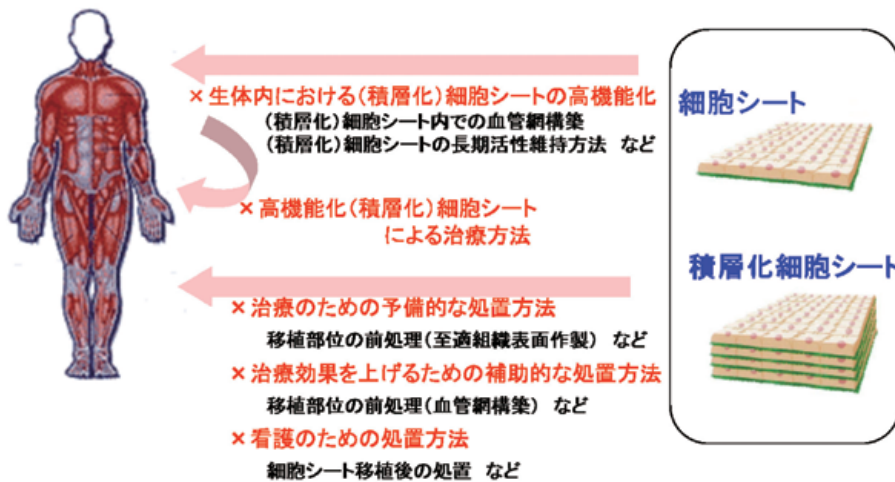 × 生体内における(積層化)細胞シートの高機能化
(積層化)細胞シート内での血管網構築
(積層化)細胞シートの長期活性維持方法 など
× 高機能化(積層化)細胞シート
による治療方法
× 治療のための予備的な処置方法
移植部位の前処理(至適組織表面作製) など
× 治療効果を上げるための補助的な処置方法
移植部位の前処理(血管網構築) など
× 看護のための処置方法
細胞シート移植後の処置 など
細胞シート
積層化細胞シート